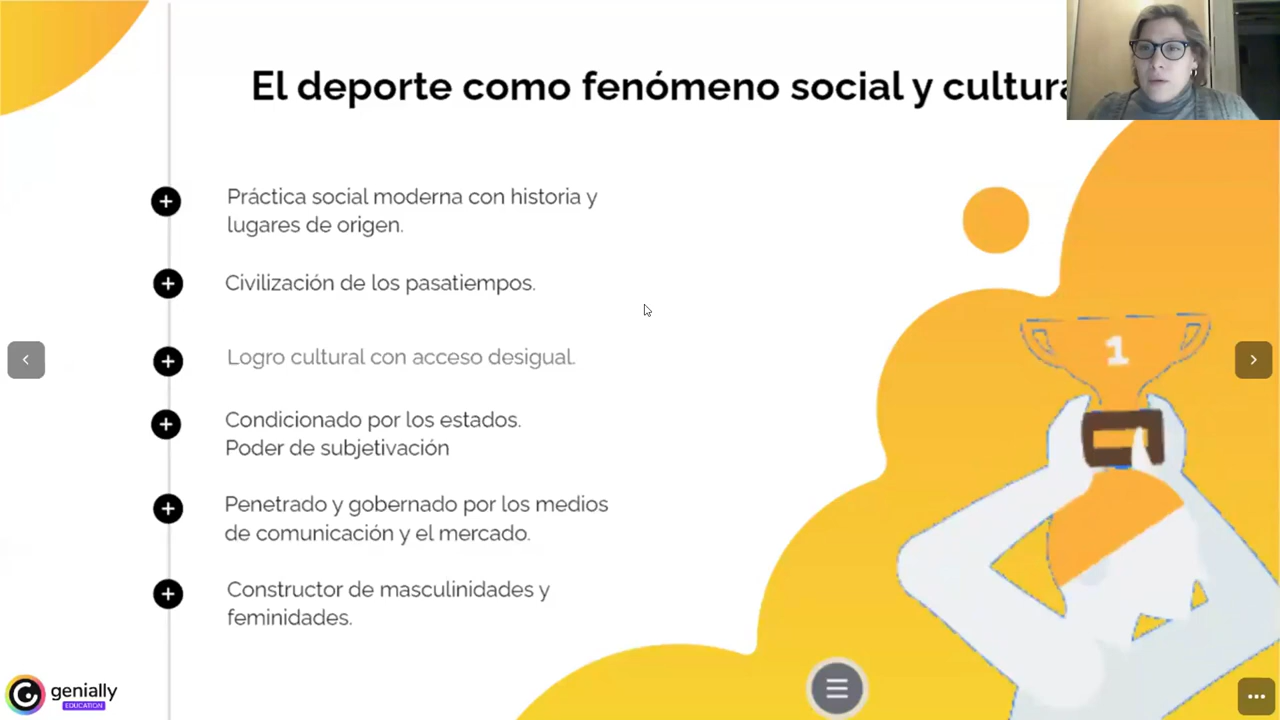 El deporte como fenómeno social y cultura
Práctica social moderna con historia y
lugares de origen.
Civilización de los pasatiempos.
Logro cultural con acceso desigual.
Condicionado por los estados.
Poder de subjetivación
Penetrado y gobernado por los medios
de comunicación y el mercado.
Constructor de masculinidades y
feminidades.
1
genially
EDUCATION